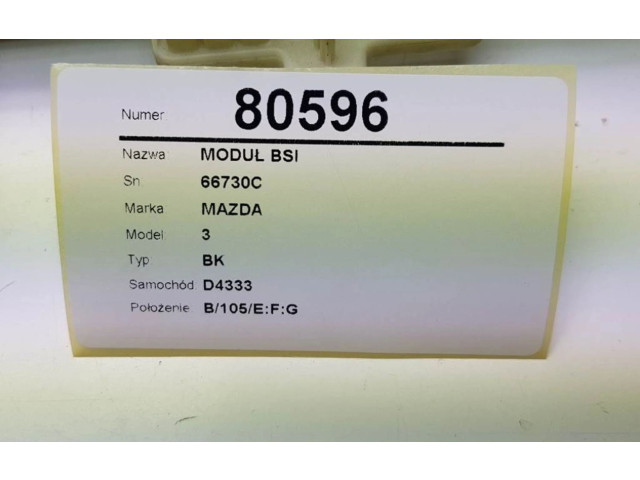 Numer 80596
Nazwa MODUŁ BSI
Sn 66730C
Marka MAZDA
Model 3
Typ BK
Samochód D4333
Położenie B/105/E:F:G